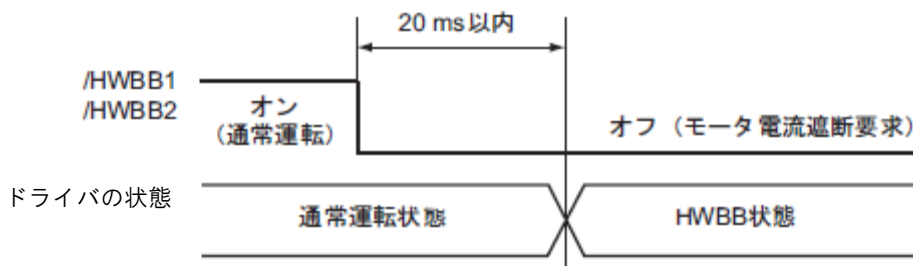 20 ms以内
/HWBB1
/HWBB2
オン
(通常運転)
オフ(モータ電流遮断要求)
ドライバの状態
通常運転状態
HWBB状態